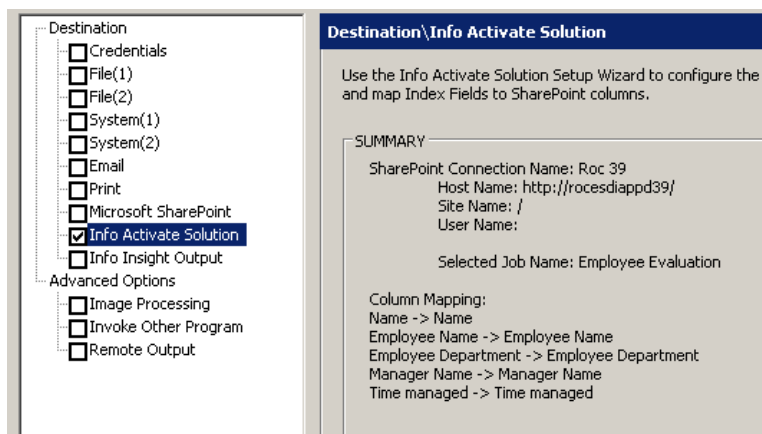 Destination
Credentials
File(1)
File(2)
System(1)
System(2)
Email
Print
Microsoft SharePoint
Info Activate Solution
Info Insight Output
Advanced Options
Image Processing
Invoke Other Program
Remote Output
Destination\Info Activate Solution
Use the Info Activate Solution Setup Wizard to configure the
and map Index Fields to SharePoint columns.
SUMMARY
SharePoint Connection Name: Roc 39
Host Name: http://rocesdiappd39/
Site Name: /
User Name:
Selected Job Name: Employee Evaluation
Column Mapping:
Name -> Name
Employee Name -> Employee Name
Employee Department -> Employee Department
Manager Name -> Manager Name
Time managed -> Time managed